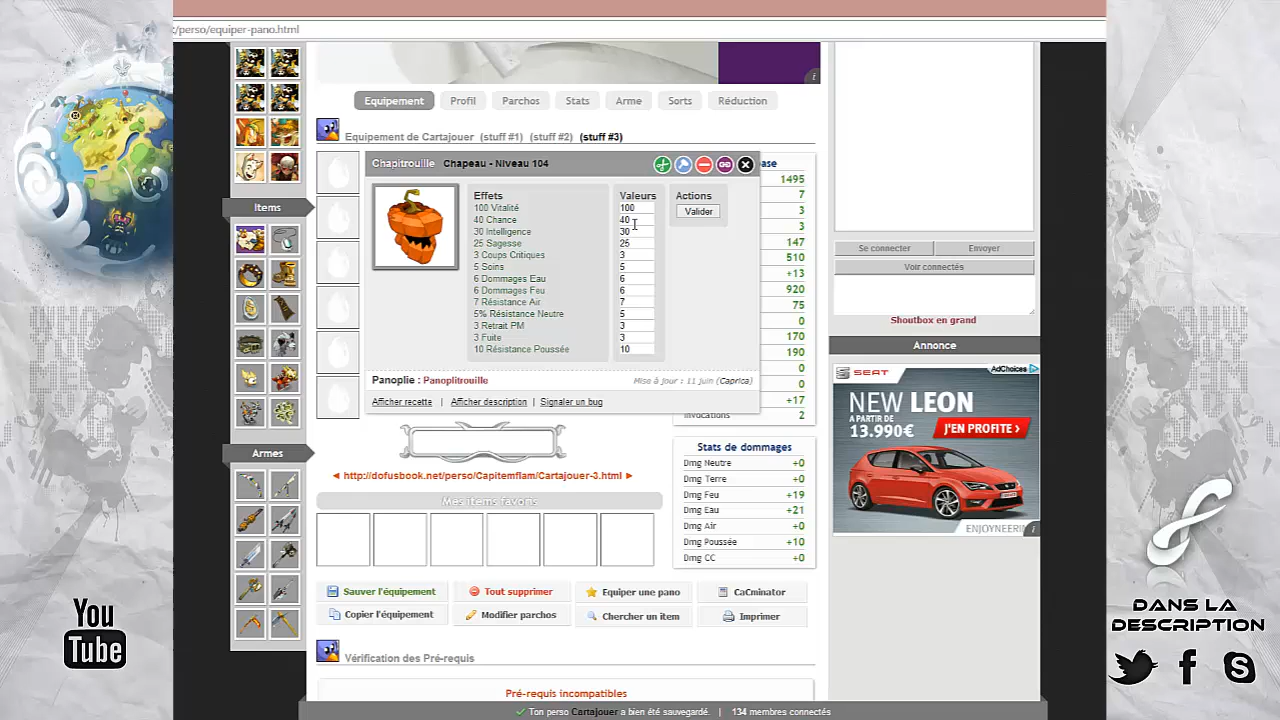 :/perso/equiper-pano.html
Equipement
Profil
Parchos
Stats
Arme
Sorts
Réduction
Equipement de Cartajouer (stuff #1) (stuff #2) (stuff #3)
Chapitrouille Chapeau - Niveau 104
Effets Valeurs Actions
100 Vitalité 100 Valider
40 Chance 40
30 Intelligence 30
25 Sagesse 25
3 Coups Critiques 3
5 Soins 5
6 Dommages Eau 6
6 Dommages Feu 6
7 Résistance Air 7
5% Résistance Neutre 5
3 Retrait PM 3
3 Fuite 3
10 Résistance Poussée 10
Panoplie : Panoplitrouille
Mise à jour : 11 juin (Caprica)
Afficher recette | Afficher description | Signaler un bug
base
1495
7
3
3
147
510
+13
920
75
0
170
190
0
0
+17
Invocations 2
Items
Armes
http://dofusbook.net/perso/Capitemflam/Cartajouer-3.html
Mes items favoris
Stats de dommages
Dmg Neutre +0
Dmg Terre +0
Dmg Feu +19
Dmg Eau +21
Dmg Air +0
Dmg Poussée +10
Dmg CC +0
Sauver l'équipement
Tout supprimer
Equiper une pano
CaCminator
Copier l'équipement
Modifier parchos
Chercher un item
Imprimer
Vérification des Pré-requis
Pré-requis incompatibles
Ton perso Cartajouer a bien été sauvegardé. | 134 membres connectés
Se connecter
Envoyer
Voir connectés
Shoutbox en grand
Annonce
SEAT
AdChoices
NEW LEON
A PARTIR DE
13.990€
J'EN PROFITE >
You
Tube
DANS LA
DESCRIPTION